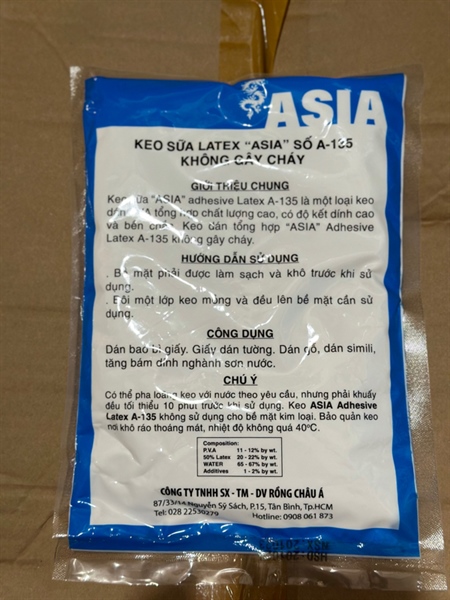 ASIA
KEO SỮA LATEX "ASIA" SỐ A-135
KHÔNG GÂY CHÁY
GIỚI THIỆU CHUNG
Keo sữa "ASIA" adhesive Latex A-135 là một loại keo
dán tổng hợp chất lượng cao, có độ kết dính cao
và bền chắc. Keo dán tổng hợp "ASIA" Adhesive
Latex A-135 không gây cháy.
HƯỚNG DẪN SỬ DỤNG
. Bề mặt phải được làm sạch và khô trước khi sử
dụng.
. Bôi một lớp keo mỏng và đều lên bề mặt cần sử
dụng.
CÔNG DỤNG
Dán bao bì giấy. Giấy dán tường. Dán gỗ, dán simili,
tăng bám dính nghành sơn nước.
CHÚ Ý
Có thể pha loãng keo với nước theo yêu cầu, nhưng phải khuấy
đều tối thiểu 10 phút trước khi sử dụng. Keo ASIA Adhesive
Latex A-135 không sử dụng cho bề mặt kim loại. Bảo quản keo
nơi khô ráo thoáng mát, nhiệt độ không quá 40°C.
Composition:
P.V.A 11 - 12% by wt.
50% Latex 20 - 22% by wt.
WATER 65 - 67% by wt.
Additives 1 - 2% by wt.
CÔNG TY TNHH SX - TM - DV RỒNG CHÂU Á
87/33/14 Nguyễn Sỹ Sách, P.15, Tân Bình, Tp.HCM
Tel: 028 22530279 Hotline: 0908 061 873